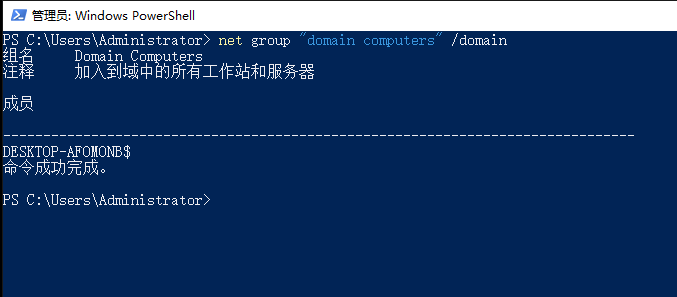 管理员: Windows PowerShell
PS C:\Users\Administrator> net group "domain computers" /domain
组名     Domain Computers
注释     加入到域中的所有工作站和服务器
成员
-------------------------------------------------------------------------------
DESKTOP-AFOMONB$
命令成功完成。
PS C:\Users\Administrator>